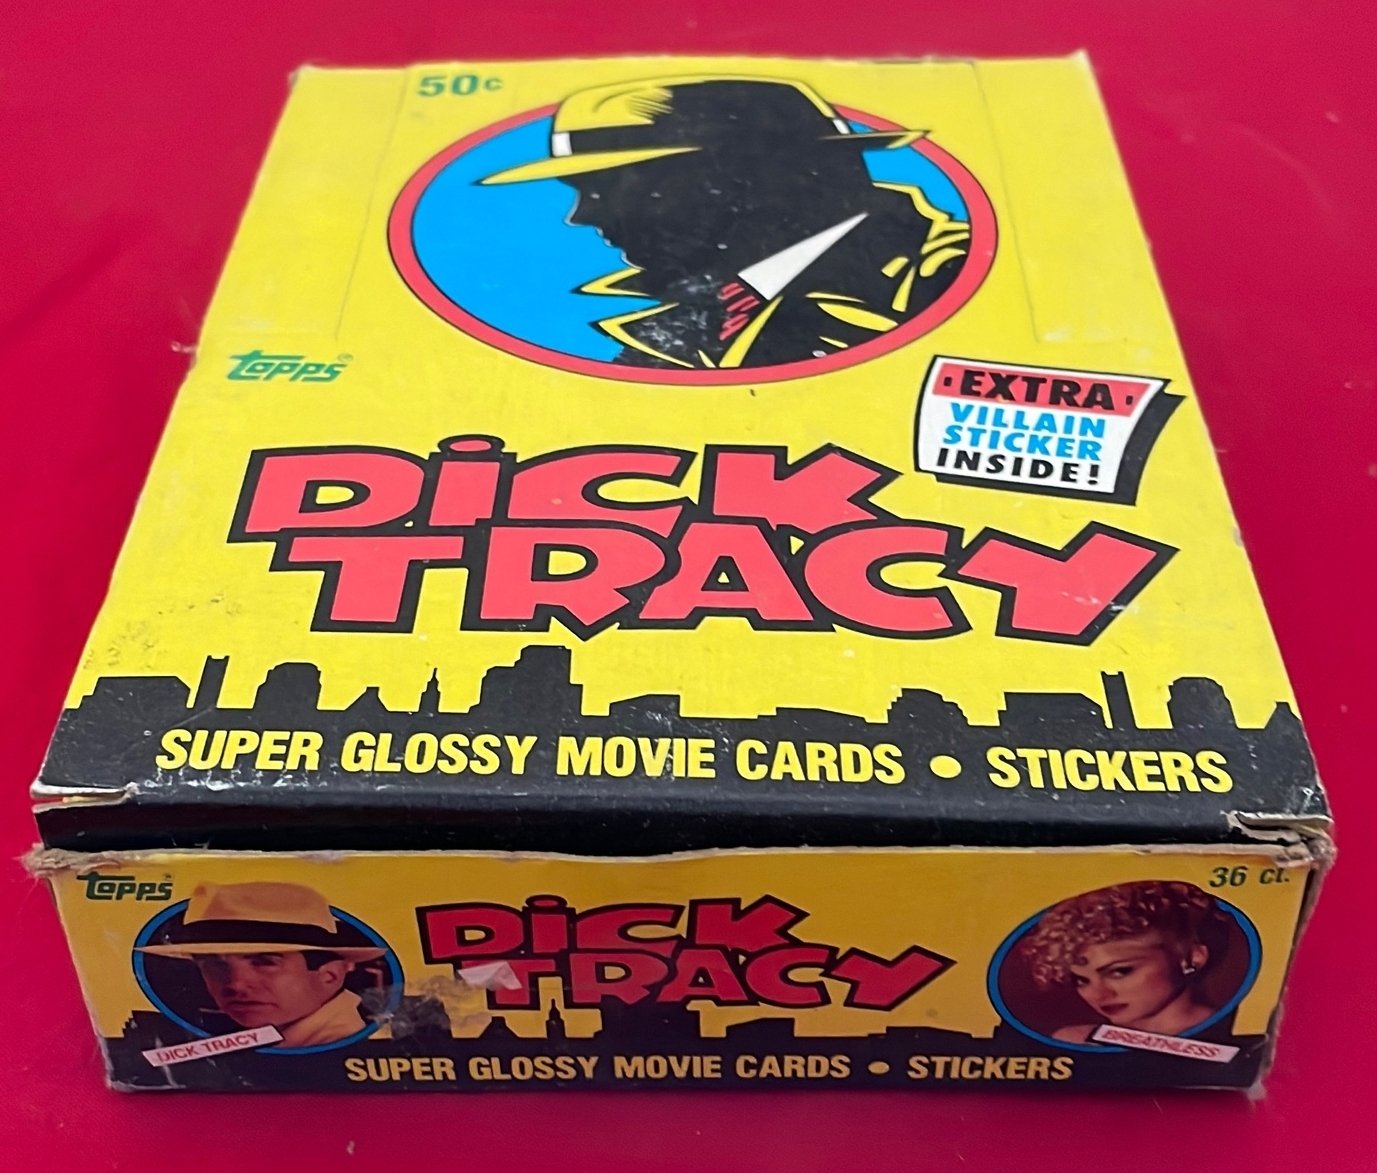 50¢
topps®
·EXTRA·
VILLAIN
STICKER
INSIDE!
DICK
TRACY
SUPER GLOSSY MOVIE CARDS • STICKERS
topps
36 ct.
DICK
TRACY
DICK TRACY
BREATHLESS
SUPER GLOSSY MOVIE CARDS • STICKERS